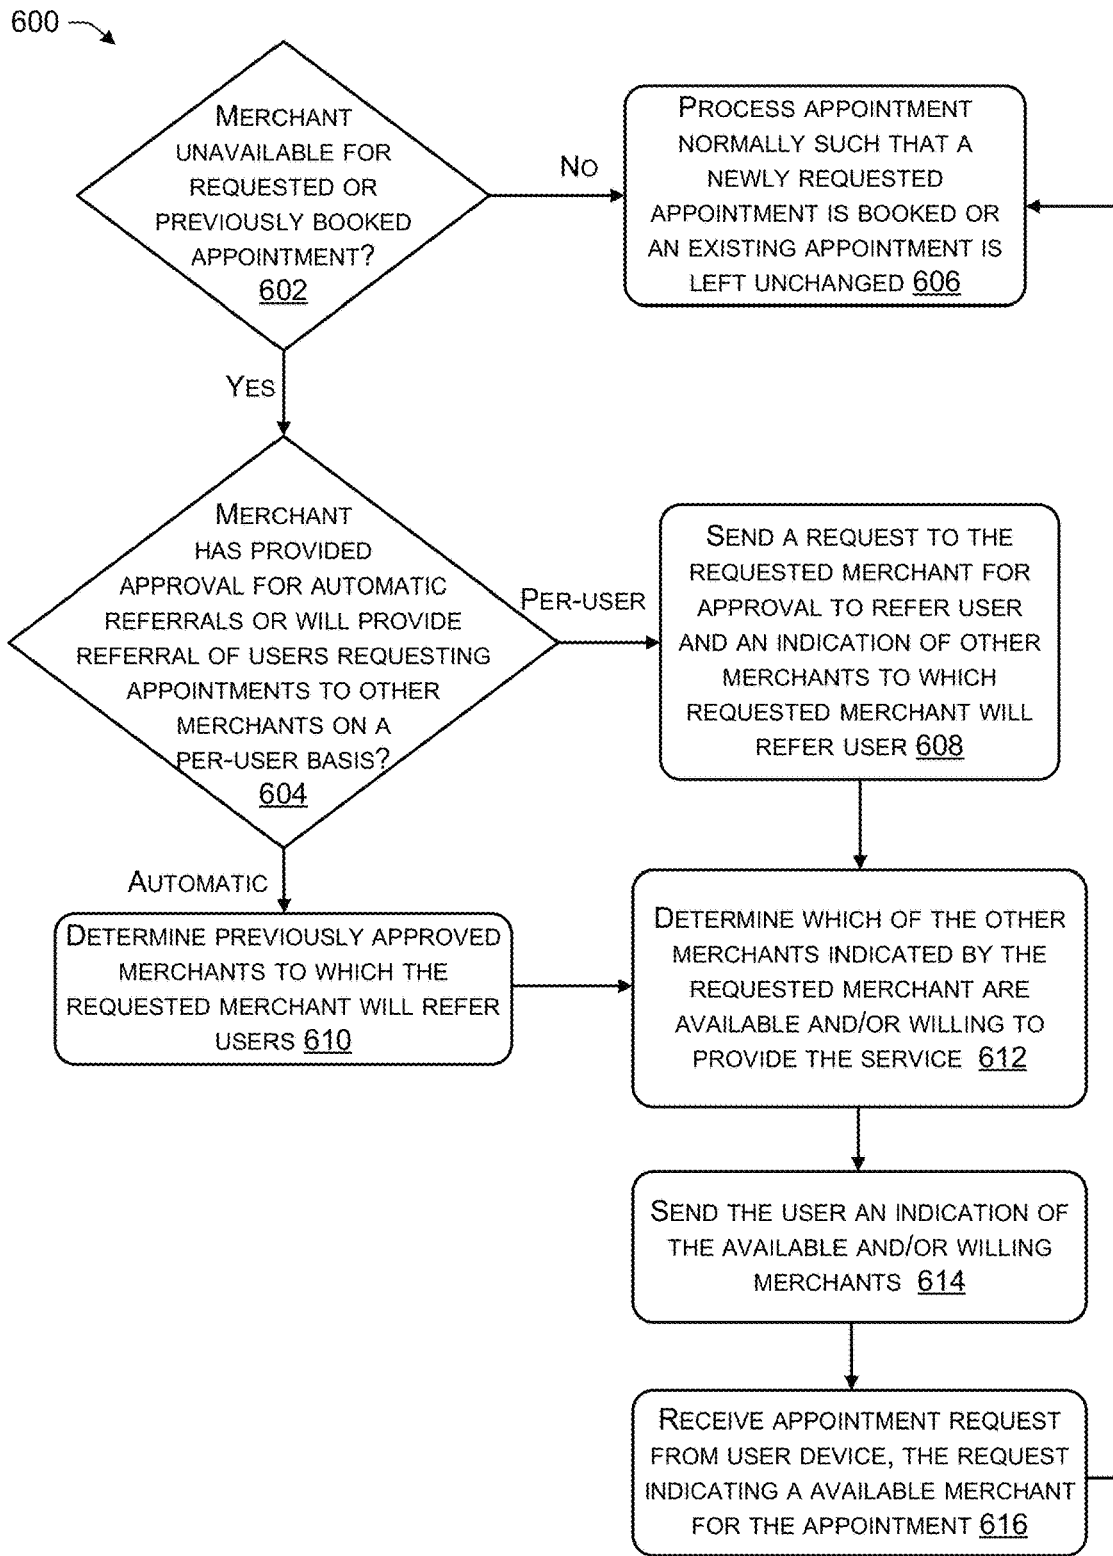 600
MERCHANT
UNAVAILABLE FOR
REQUESTED OR
PREVIOUSLY BOOKED
APPOINTMENT?
602
NO
PROCESS APPOINTMENT
NORMALLY SUCH THAT A
NEWLY REQUESTED
APPOINTMENT IS BOOKED OR
AN EXISTING APPOINTMENT IS
LEFT UNCHANGED 606
YES
MERCHANT
HAS PROVIDED
APPROVAL FOR AUTOMATIC
REFERRALS OR WILL PROVIDE
REFERRAL OF USERS REQUESTING
APPOINTMENTS TO OTHER
MERCHANTS ON A
PER-USER BASIS?
604
PER-USER
SEND A REQUEST TO THE
REQUESTED MERCHANT FOR
APPROVAL TO REFER USER
AND AN INDICATION OF OTHER
MERCHANTS TO WHICH
REQUESTED MERCHANT WILL
REFER USER 608
AUTOMATIC
DETERMINE PREVIOUSLY APPROVED
MERCHANTS TO WHICH THE
REQUESTED MERCHANT WILL REFER
USERS 610
DETERMINE WHICH OF THE OTHER
MERCHANTS INDICATED BY THE
REQUESTED MERCHANT ARE
AVAILABLE AND/OR WILLING TO
PROVIDE THE SERVICE 612
SEND THE USER AN INDICATION OF
THE AVAILABLE AND/OR WILLING
MERCHANTS 614
RECEIVE APPOINTMENT REQUEST
FROM USER DEVICE, THE REQUEST
INDICATING A AVAILABLE MERCHANT
FOR THE APPOINTMENT 616